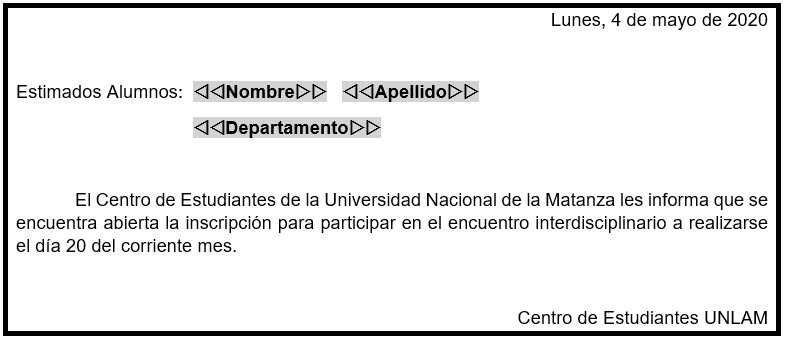 Lunes, 4 de mayo de 2020
Estimados Alumnos: ◁◁Nombre▷▷ ◁◁Apellido▷▷
◁◁Departamento▷▷
El Centro de Estudiantes de la Universidad Nacional de la Matanza les informa que se
encuentra abierta la inscripción para participar en el encuentro interdisciplinario a realizarse
el día 20 del corriente mes.
Centro de Estudiantes UNLAM